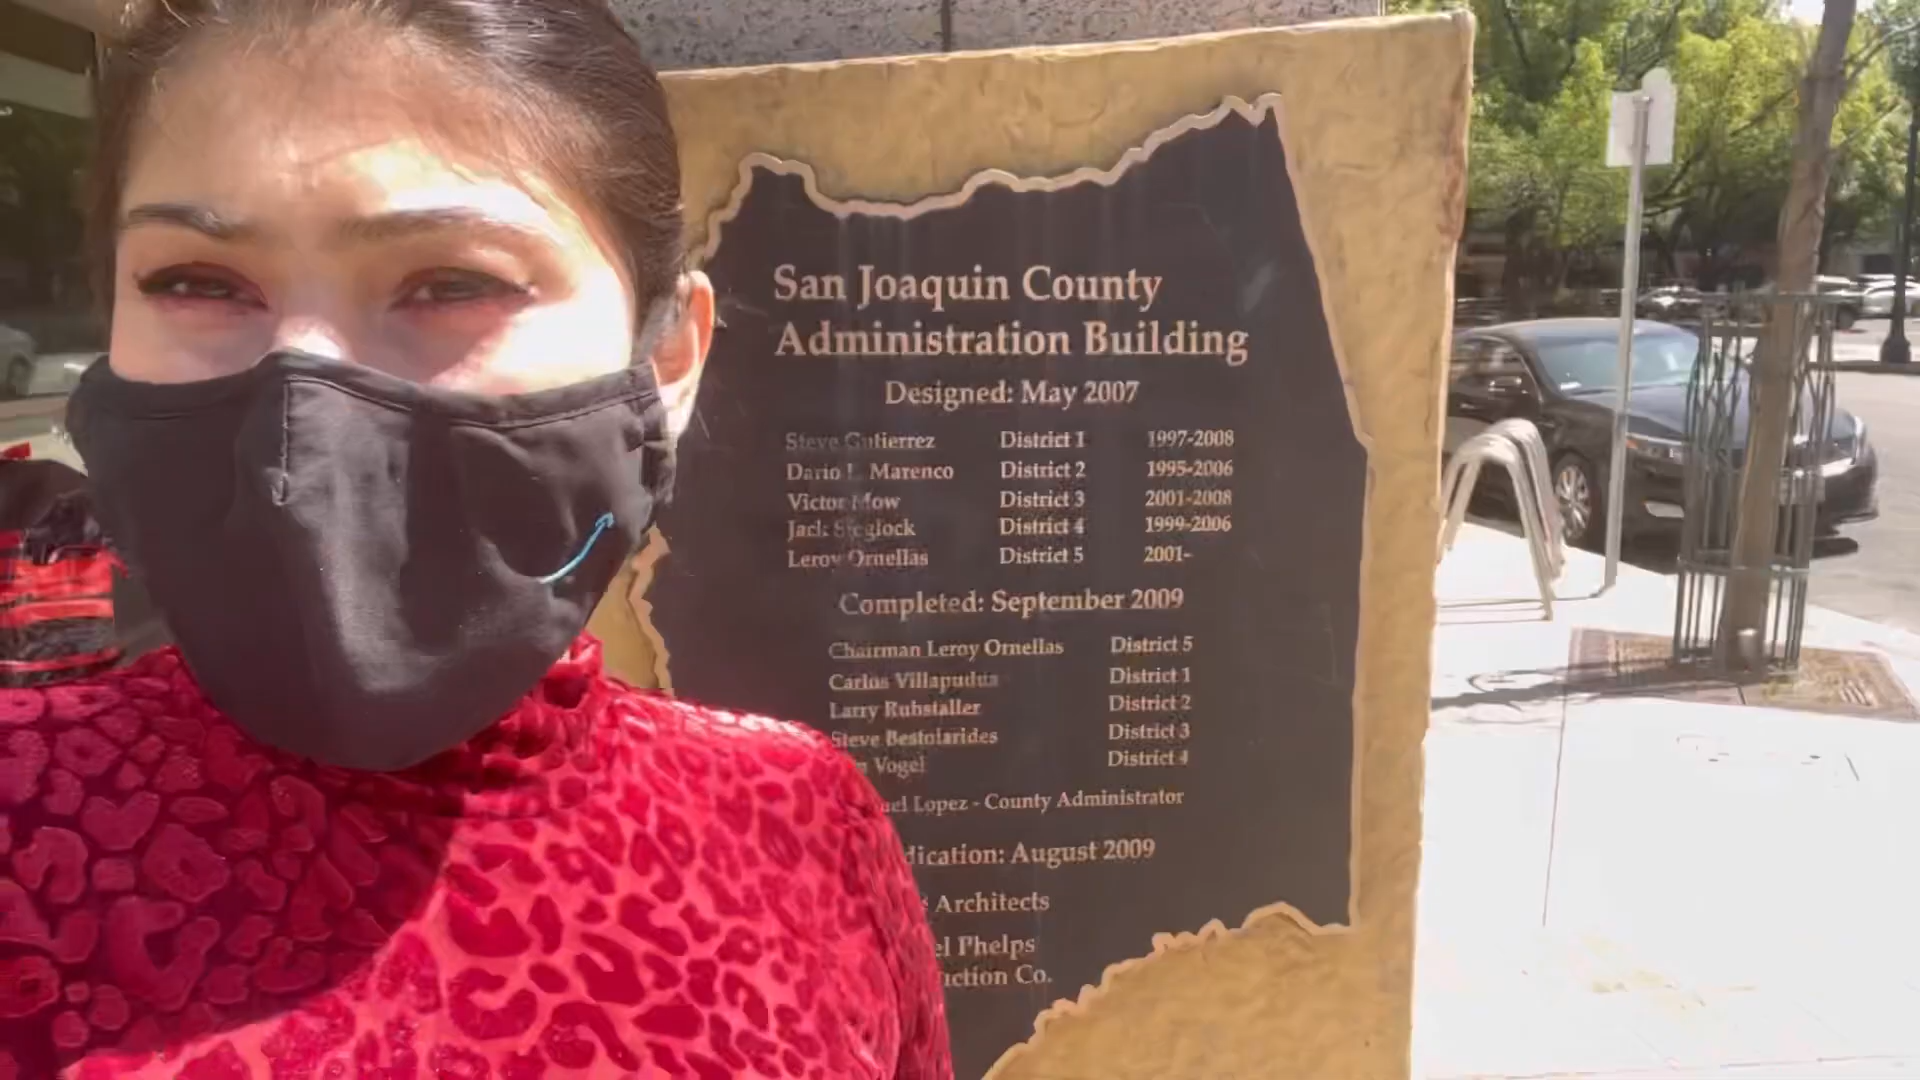 San Joaquin County
Administration Building
Designed: May 2007
Steve Gutierrez District 1 1997-2008
Dario L. Marenco District 2 1995-2006
Victor Mow District 3 2001-2008
Jack Sieglock District 4 1999-2006
Leroy Ornellas District 5 2001-
Completed: September 2009
Chairman Leroy Ornellas District 5
Carlos Villapudua District 1
Larry Ruhstaller District 2
Steve Bestolarides District 3
Vogel District 4
Lopez - County Administrator
August 2009
Architects
Phelps
Co.